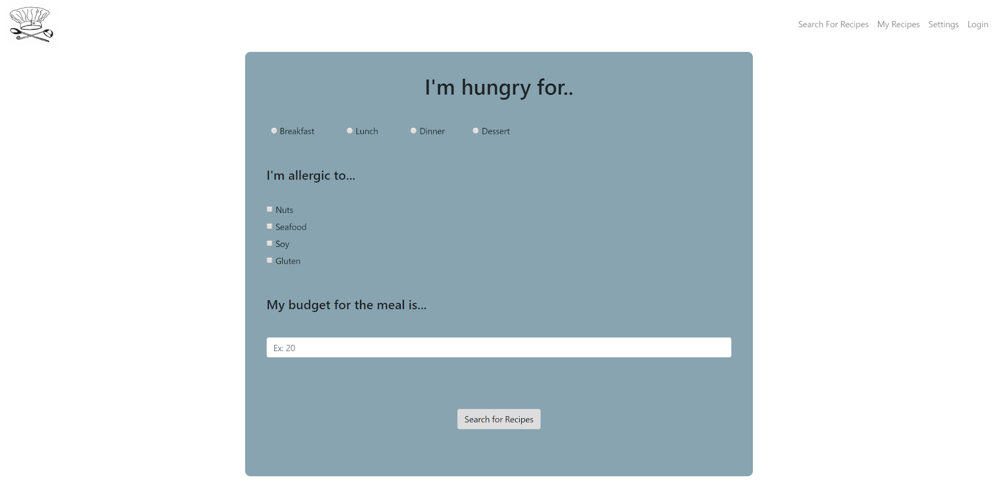 Search For Recipes My Recipes Settings Login
I'm hungry for..
Breakfast Lunch Dinner Dessert
I'm allergic to...
Nuts
Seafood
Soy
Gluten
My budget for the meal is...
Ex: 20
Search for Recipes